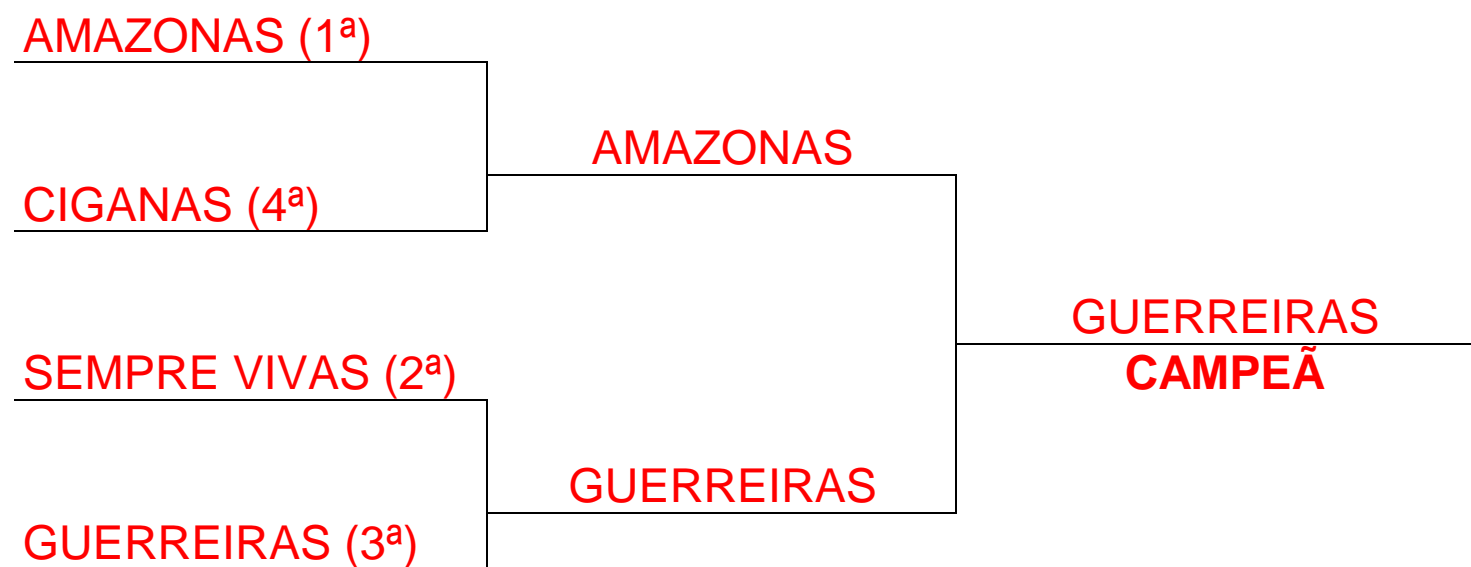 AMAZONAS (1ª)
AMAZONAS
CIGANAS (4ª)
GUERREIRAS
CAMPEÃ
SEMPRE VIVAS (2ª)
GUERREIRAS
GUERREIRAS (3ª)